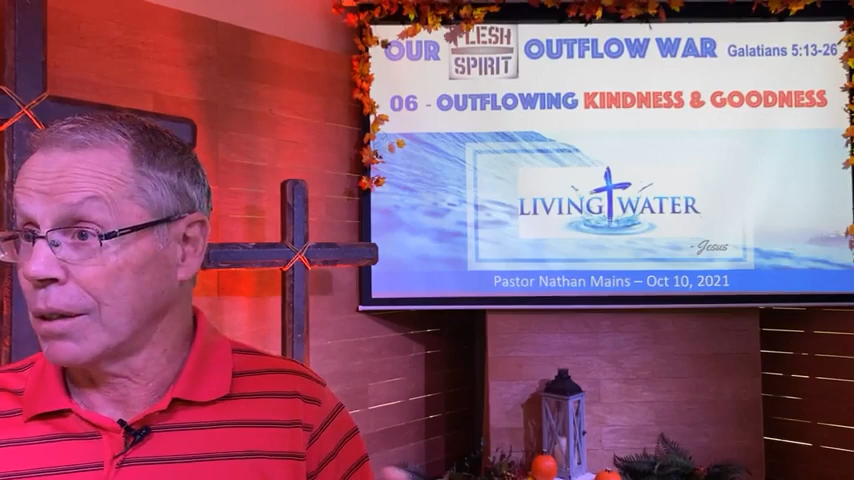 OUR FLESH SPIRIT OUTFLOW WAR Galatians 5:13-26
06 - OUTFLOWING KINDNESS & GOODNESS
LIVING WATER
- Jesus
Pastor Nathan Mains – Oct 10, 2021